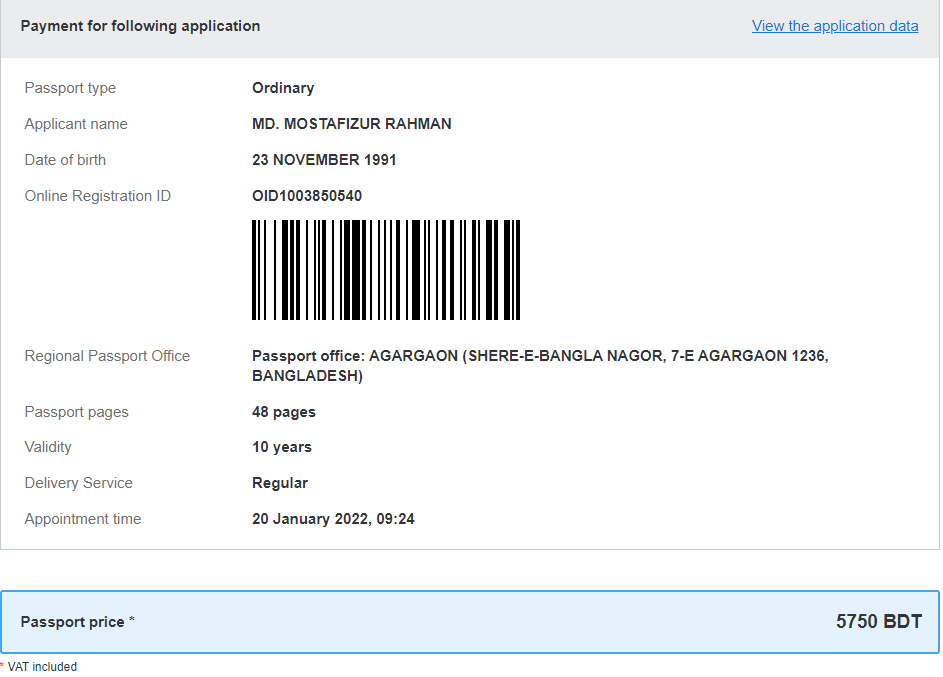 Payment for following application View the application data
Passport type Ordinary
Applicant name MD. MOSTAFIZUR RAHMAN
Date of birth 23 NOVEMBER 1991
Online Registration ID OID1003850540
Regional Passport Office Passport office: AGARGAON (SHERE-E-BANGLA NAGOR, 7-E AGARGAON 1236,
BANGLADESH)
Passport pages 48 pages
Validity 10 years
Delivery Service Regular
Appointment time 20 January 2022, 09:24
Passport price * 5750 BDT
* VAT included